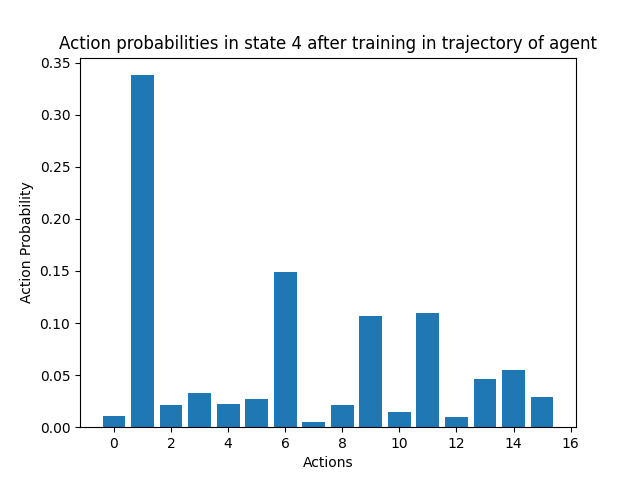 Action probabilities in state 4 after training in trajectory of agent
0.35
0.30
0.25
0.20
0.15
0.10
0.05
0.00
Action Probability
0 2 4 6 8 10 12 14 16
Actions